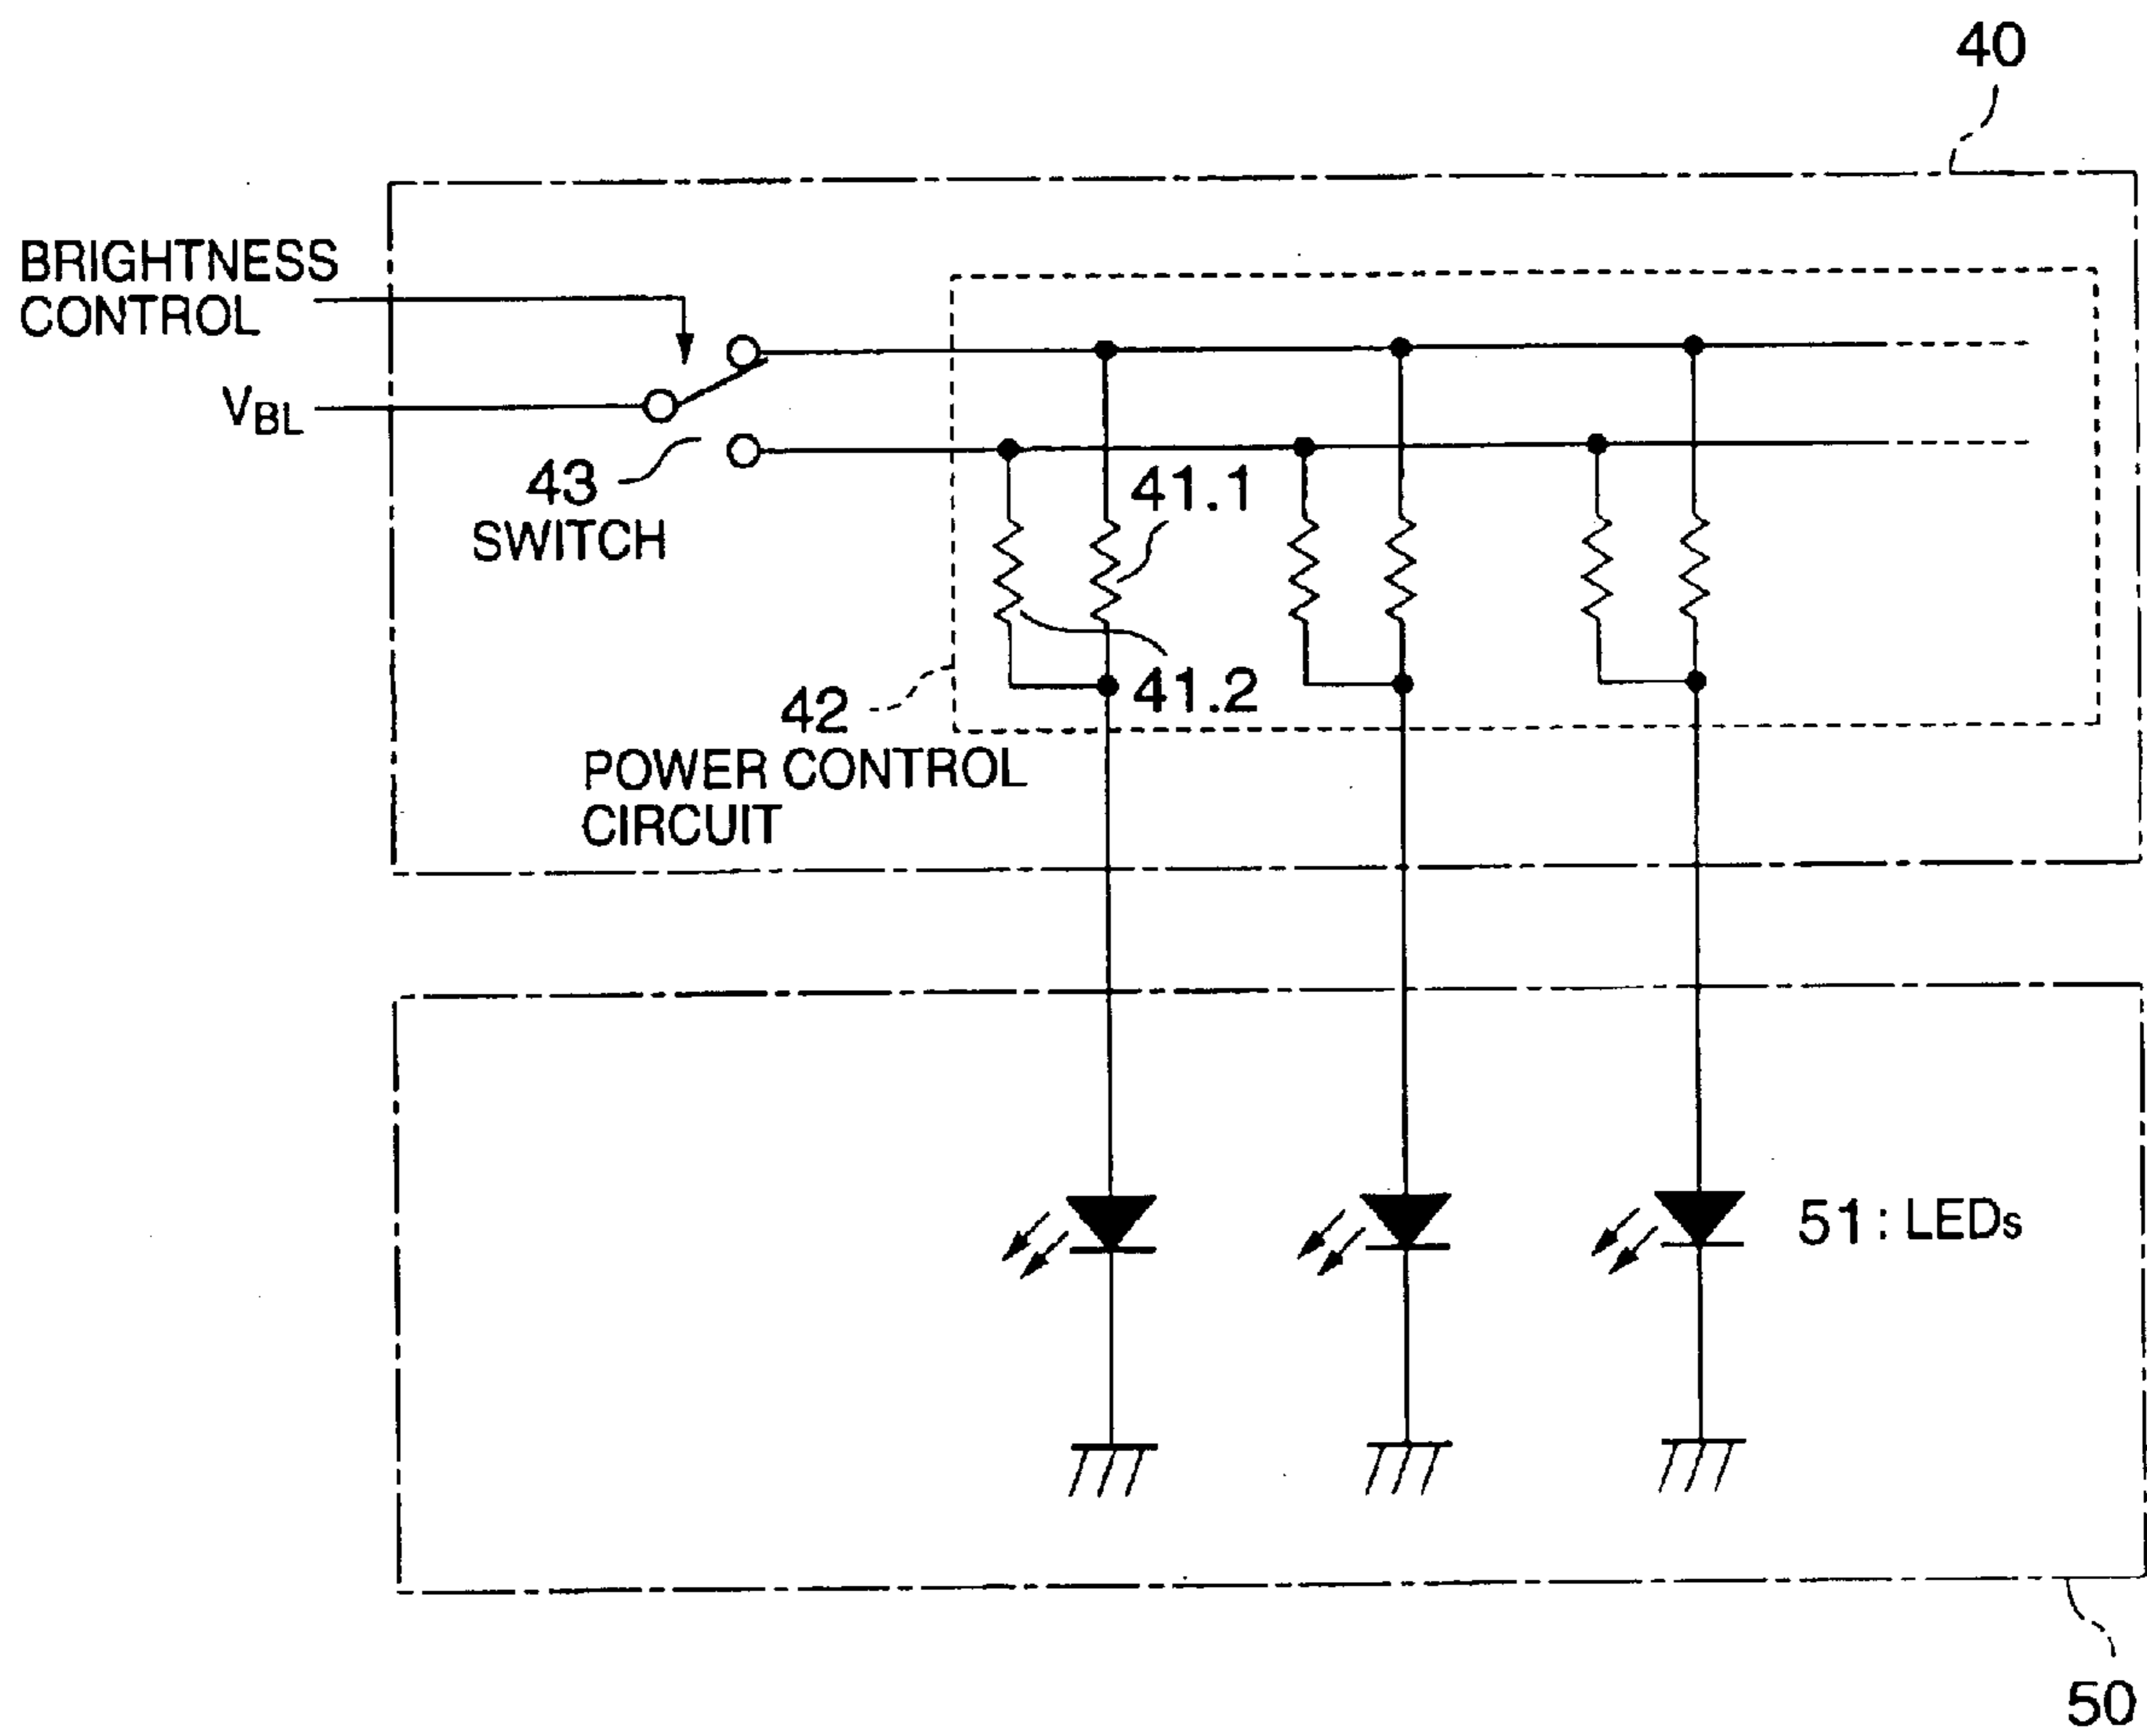 40
BRIGHTNESS
CONTROL
VBL
43
SWITCH
41.1
41.2
42
POWER CONTROL
CIRCUIT
51 : LEDs
50